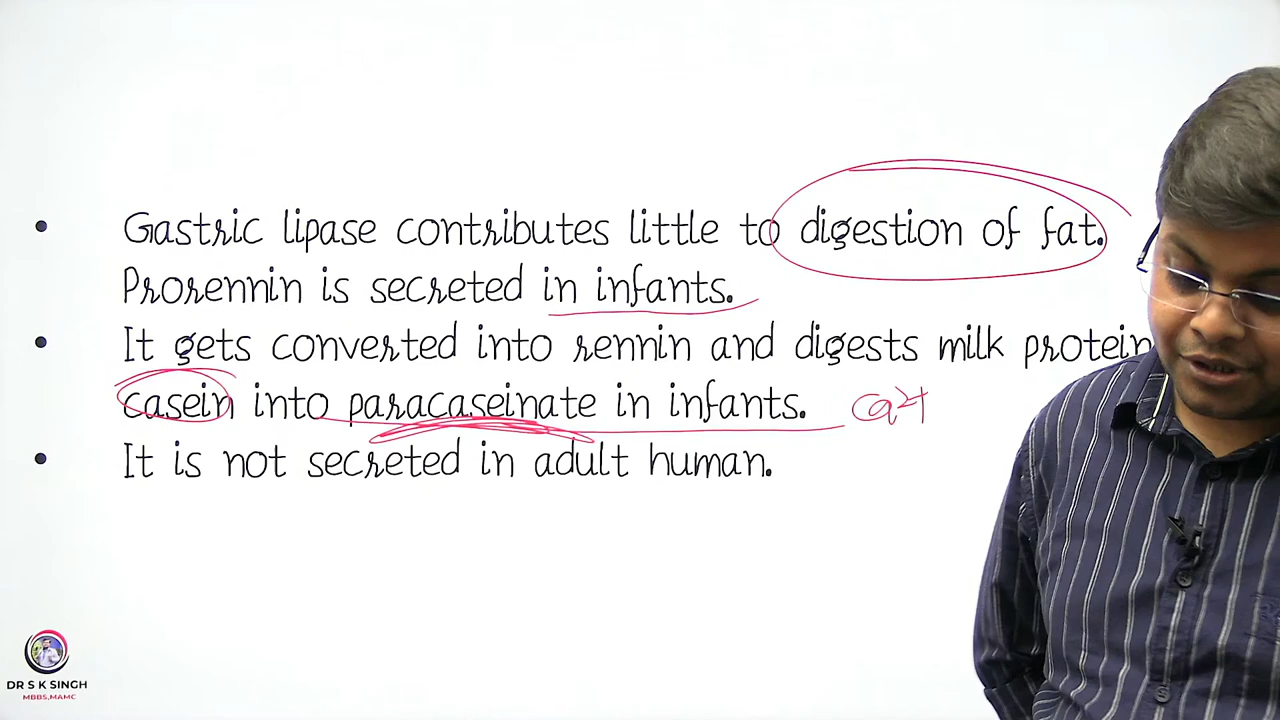 Gastric lipase contributes little to digestion of fat.
Prorennin is secreted in infants.
It gets converted into rennin and digests milk protein
casein into paracaseinate in infants. Ca2+
It is not secreted in adult human.
DR S K SINGH
MBBS,MAMC